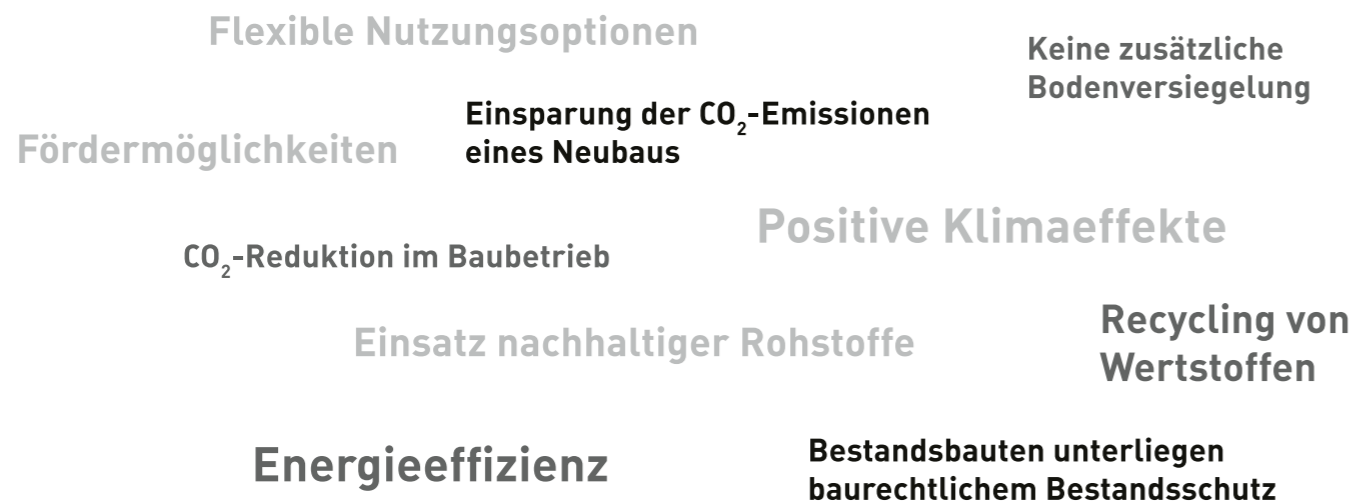 Flexible Nutzungsoptionen
Keine zusätzliche
Bodenversiegelung
Einsparung der CO₂-Emissionen
eines Neubaus
Fördermöglichkeiten
Positive Klimaeffekte
CO₂-Reduktion im Baubetrieb
Recycling von
Wertstoffen
Einsatz nachhaltiger Rohstoffe
Energieeffizienz
Bestandsbauten unterliegen
baurechtlichem Bestandsschutz